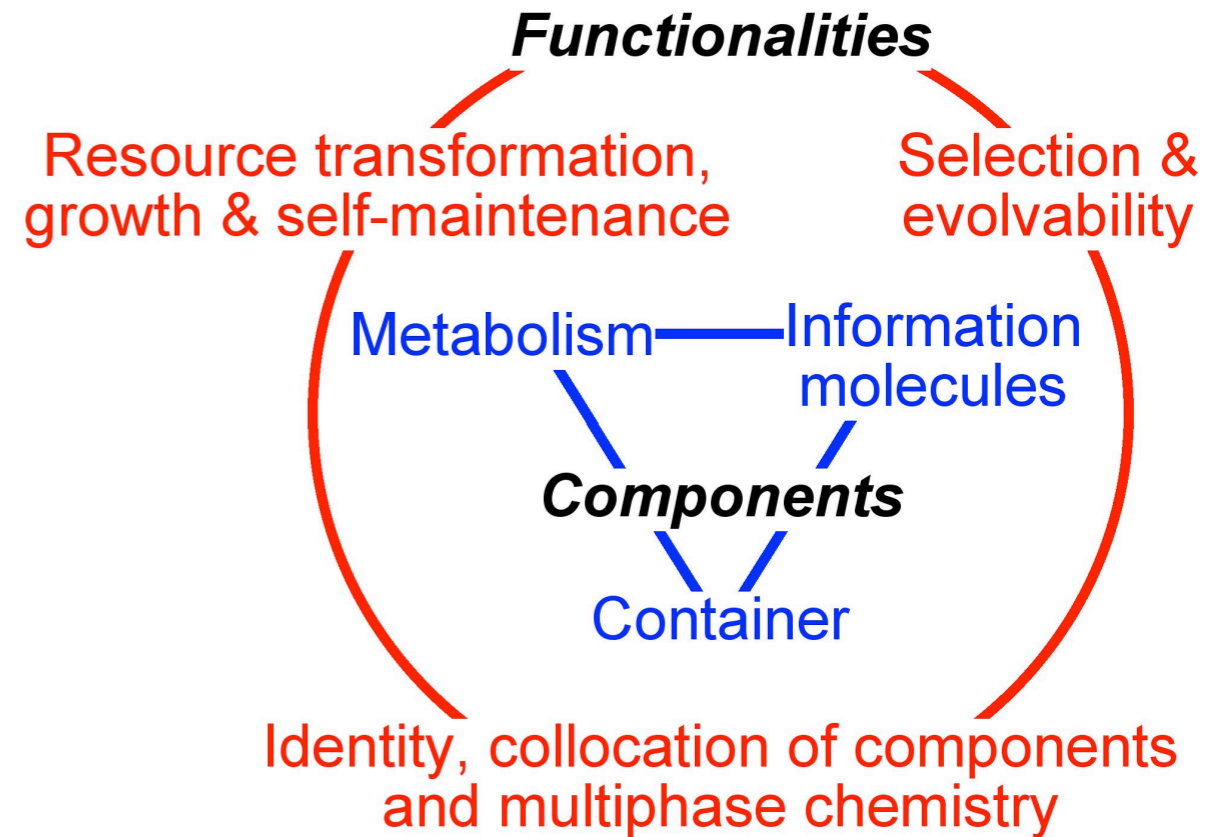 Functionalities
Resource transformation,
growth & self-maintenance
Selection &
evolvability
Metabolism
Information
molecules
Components
Container
Identity, collocation of components
and multiphase chemistry